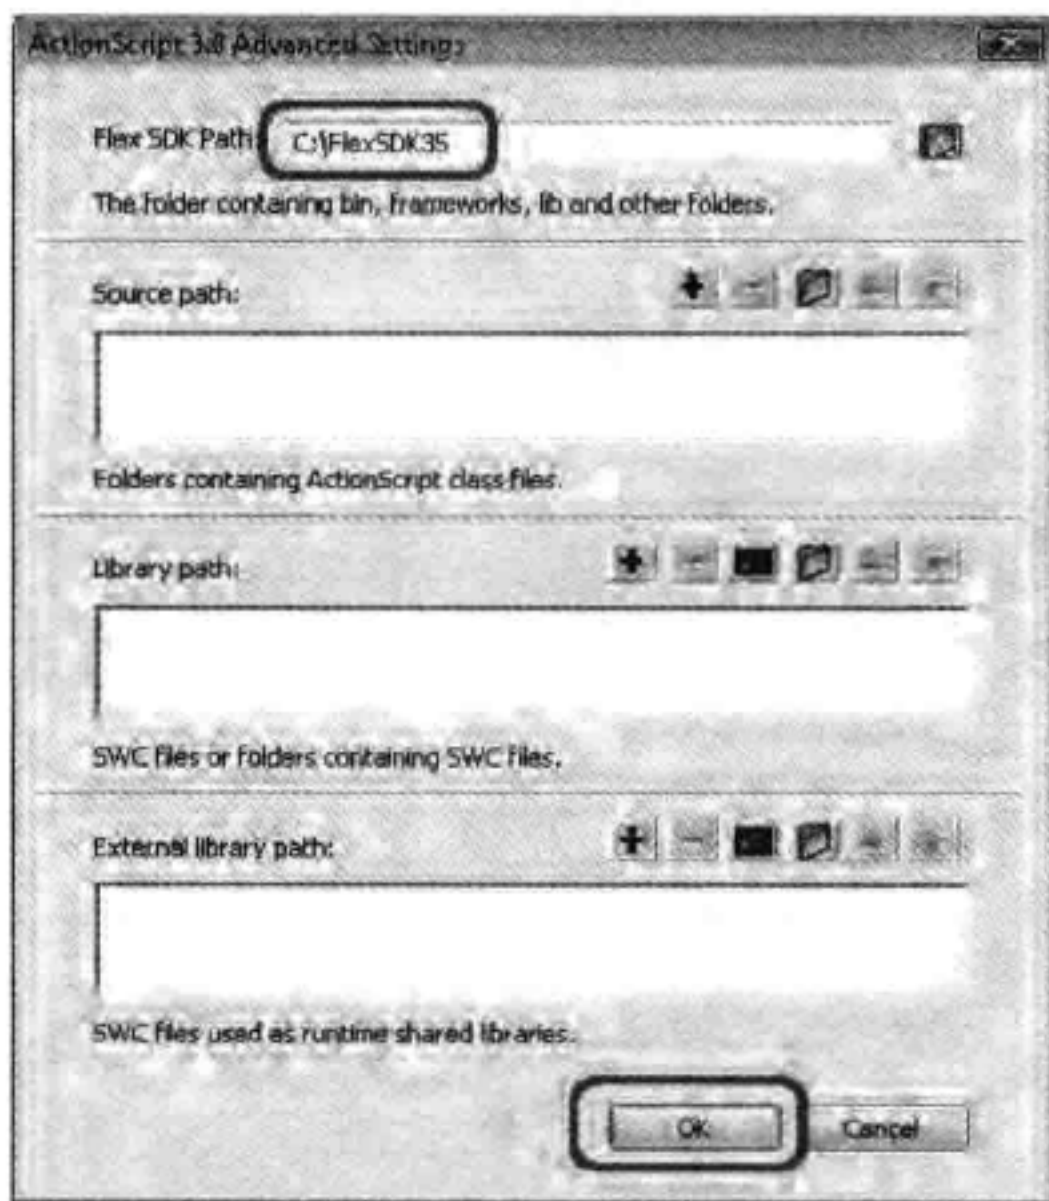 ActionScript 3.0 Advanced Settings
Flex SDK Path: C:\FlexSDK35
The folder containing bin, frameworks, lib and other folders.
Source path:
Folders containing ActionScript class files.
Library path:
SWC files or folders containing SWC files.
External library path:
SWC files used as runtime shared libraries.
OK Cancel